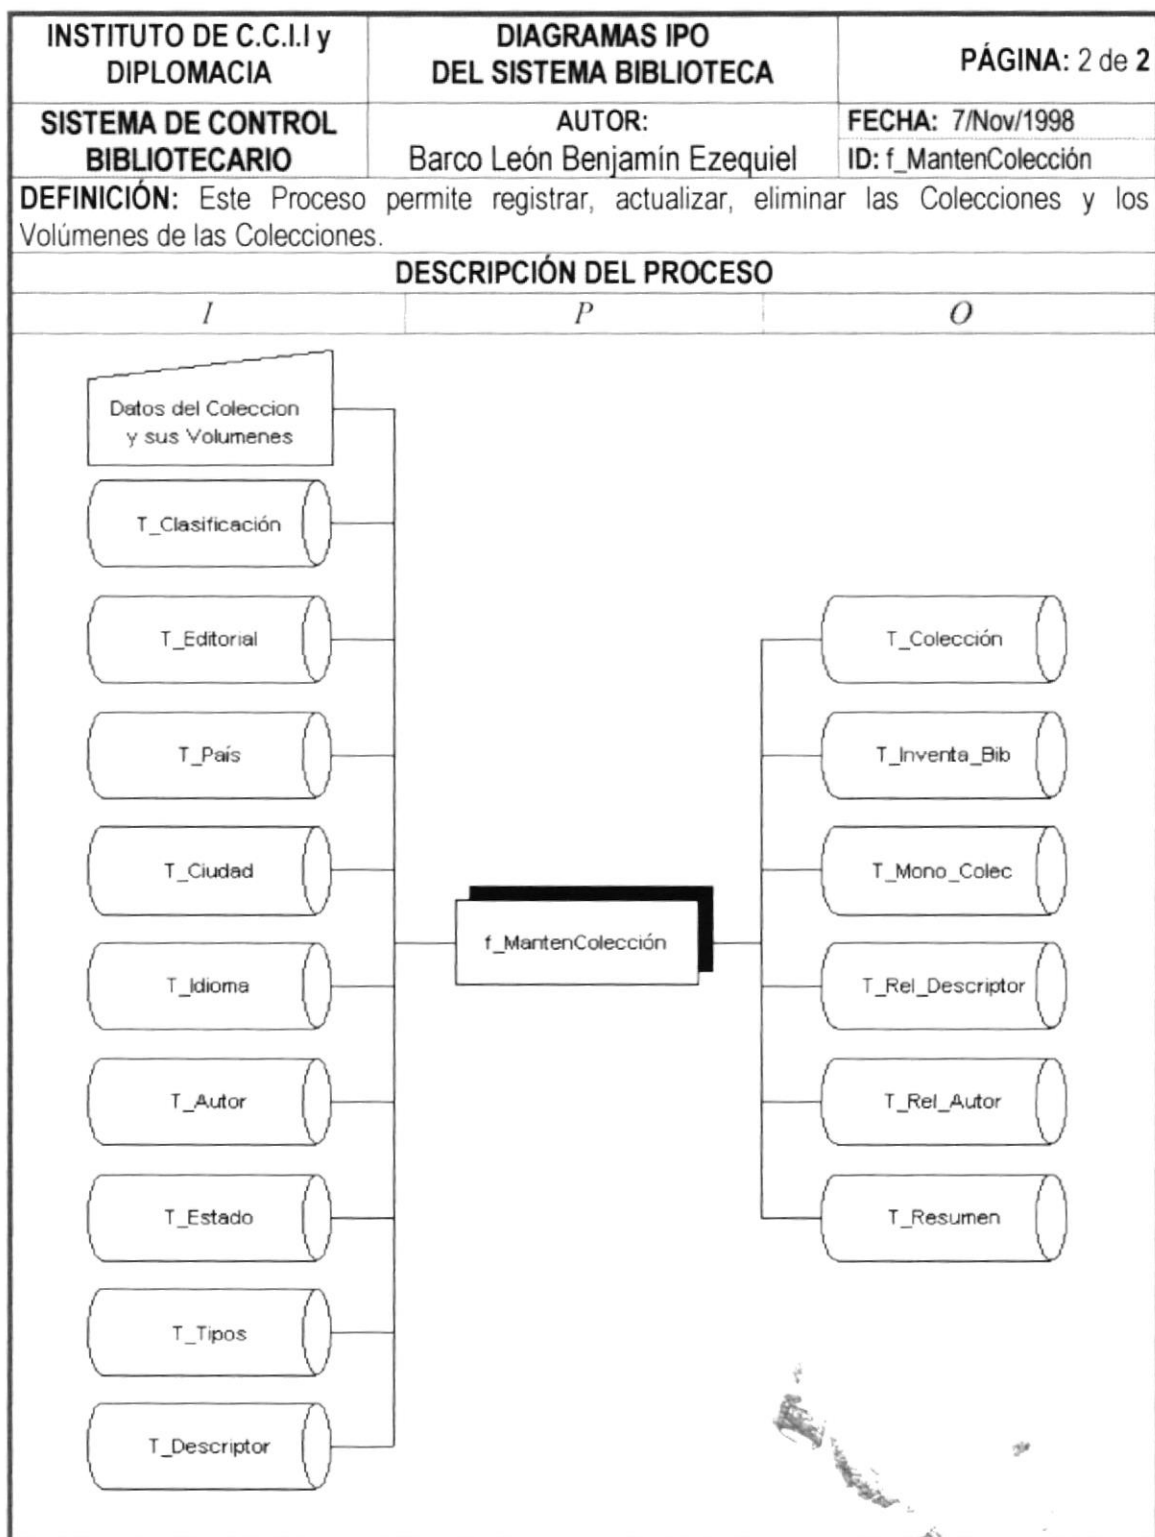 INSTITUTO DE C.C.I.I y
DIPLOMACIA
DIAGRAMAS IPO
DEL SISTEMA BIBLIOTECA
PÁGINA: 2 de 2
SISTEMA DE CONTROL
BIBLIOTECARIO
AUTOR:
Barco León Benjamín Ezequiel
FECHA: 7/Nov/1998
ID: f_MantenColección
DEFINICIÓN: Este Proceso permite registrar, actualizar, eliminar las Colecciones y los
Volúmenes de las Colecciones.
DESCRIPCIÓN DEL PROCESO
I
P
O
Datos del Coleccion
y sus Volumenes
T_Clasificación
T_Editorial
T_País
T_Ciudad
T_Idioma
T_Autor
T_Estado
T_Tipos
T_Descriptor
f_MantenColección
T_Colección
T_Inventa_Bib
T_Mono_Colec
T_Rel_Descriptor
T_Rel_Autor
T_Resumen